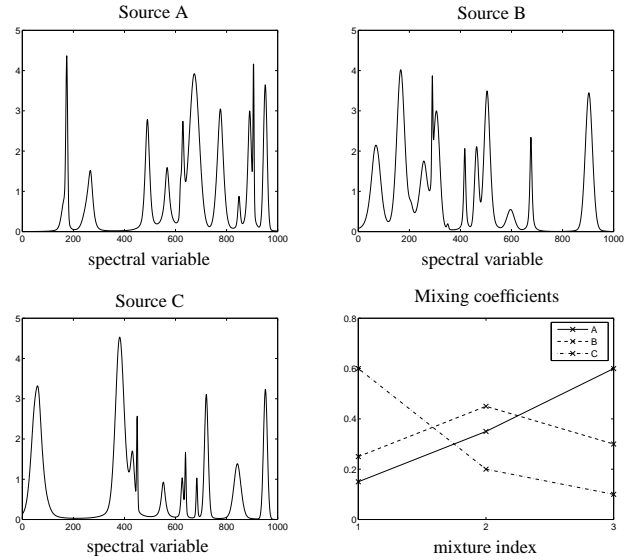 Source A
5
4
3
2
1
0
0 200 400 600 800 1000
spectral variable
Source B
5
4
3
2
1
0
0 200 400 600 800 1000
spectral variable
Source C
5
4
3
2
1
0
0 200 400 600 800 1000
spectral variable
Mixing coefficients
0.8
0.6
0.4
0.2
0
1 2 3
A
B
C
mixture index